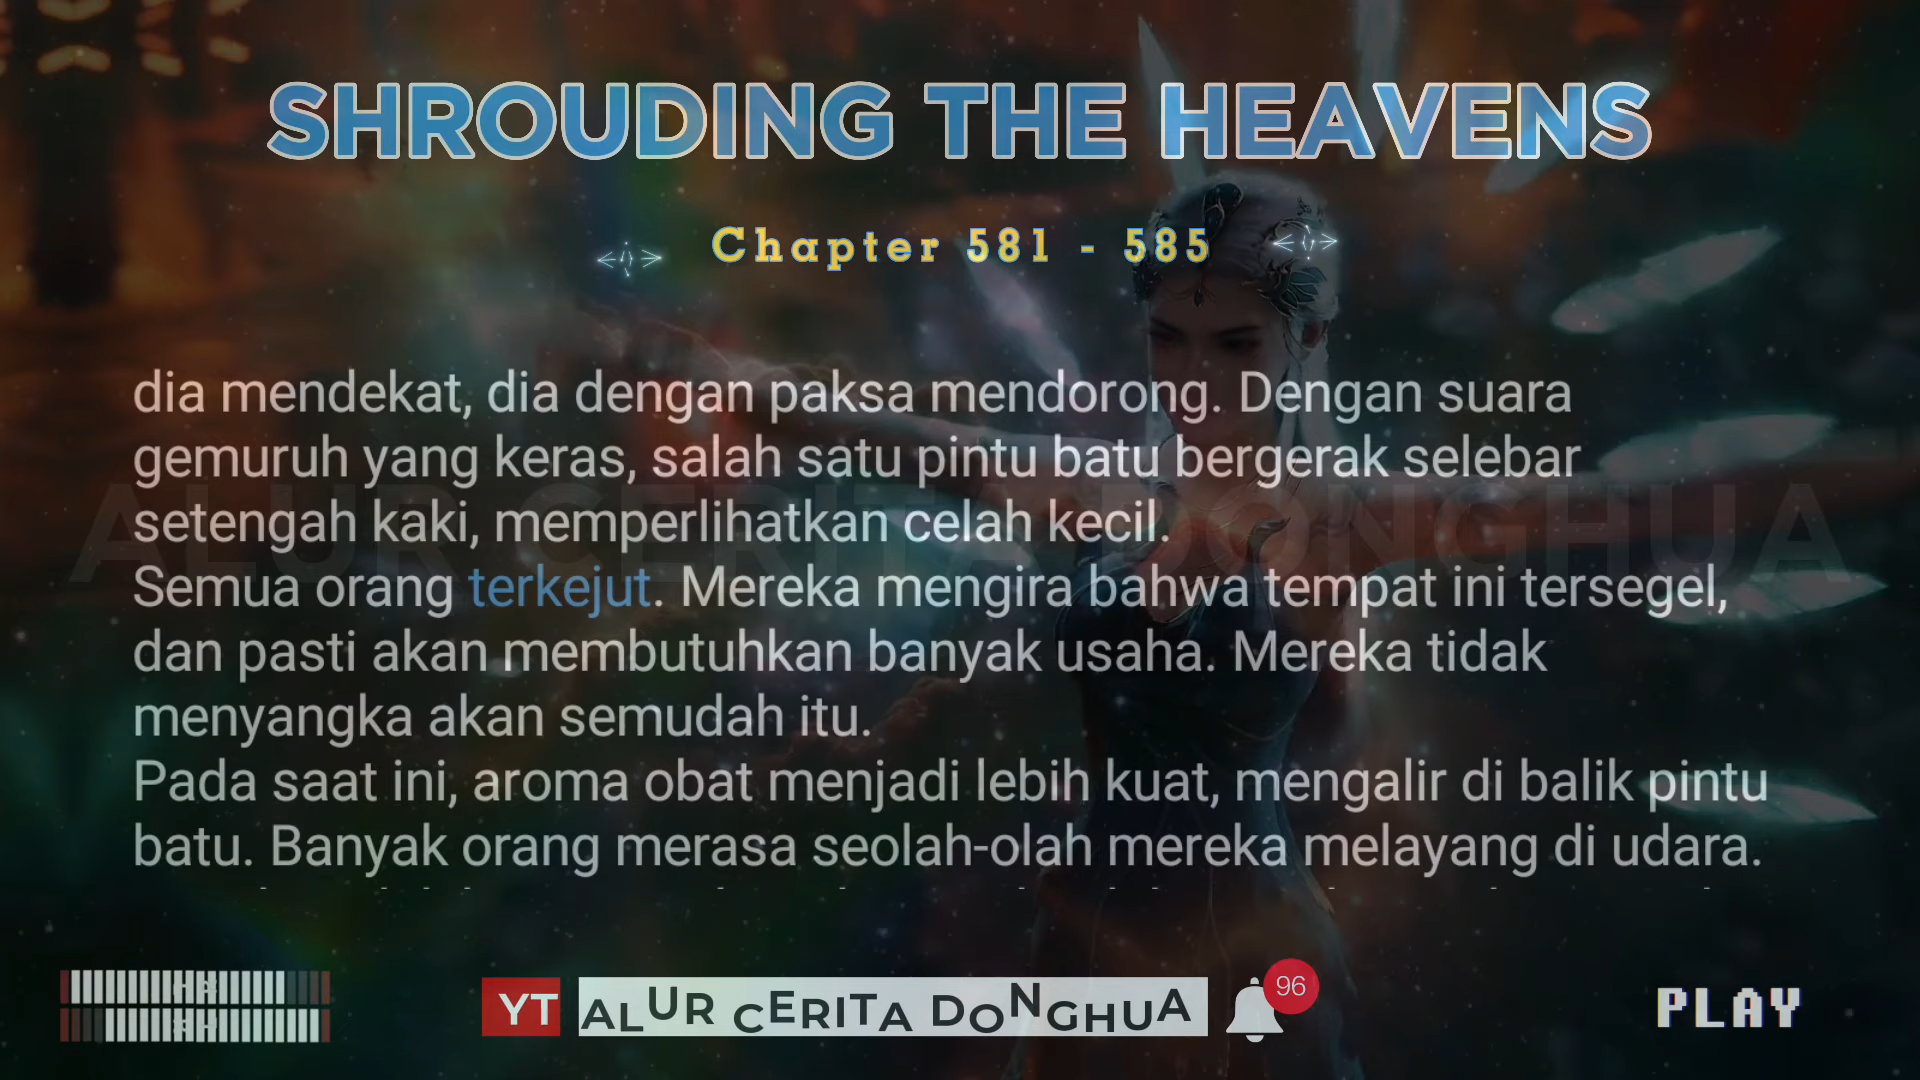 SHROUDING THE HEAVENS
Chapter 581 - 585
dia mendekat, dia dengan paksa mendorong. Dengan suara
gemuruh yang keras, salah satu pintu batu bergerak selebar
setengah kaki, memperlihatkan celah kecil.
Semua orang terkejut. Mereka mengira bahwa tempat ini tersegel,
dan pasti akan membutuhkan banyak usaha. Mereka tidak
menyangka akan semudah itu.
Pada saat ini, aroma obat menjadi lebih kuat, mengalir di balik pintu
batu. Banyak orang merasa seolah-olah mereka melayang di udara.
ALUR CERITA DONGHUA
YT ALUR CERITA DONGHUA
96
PLAY